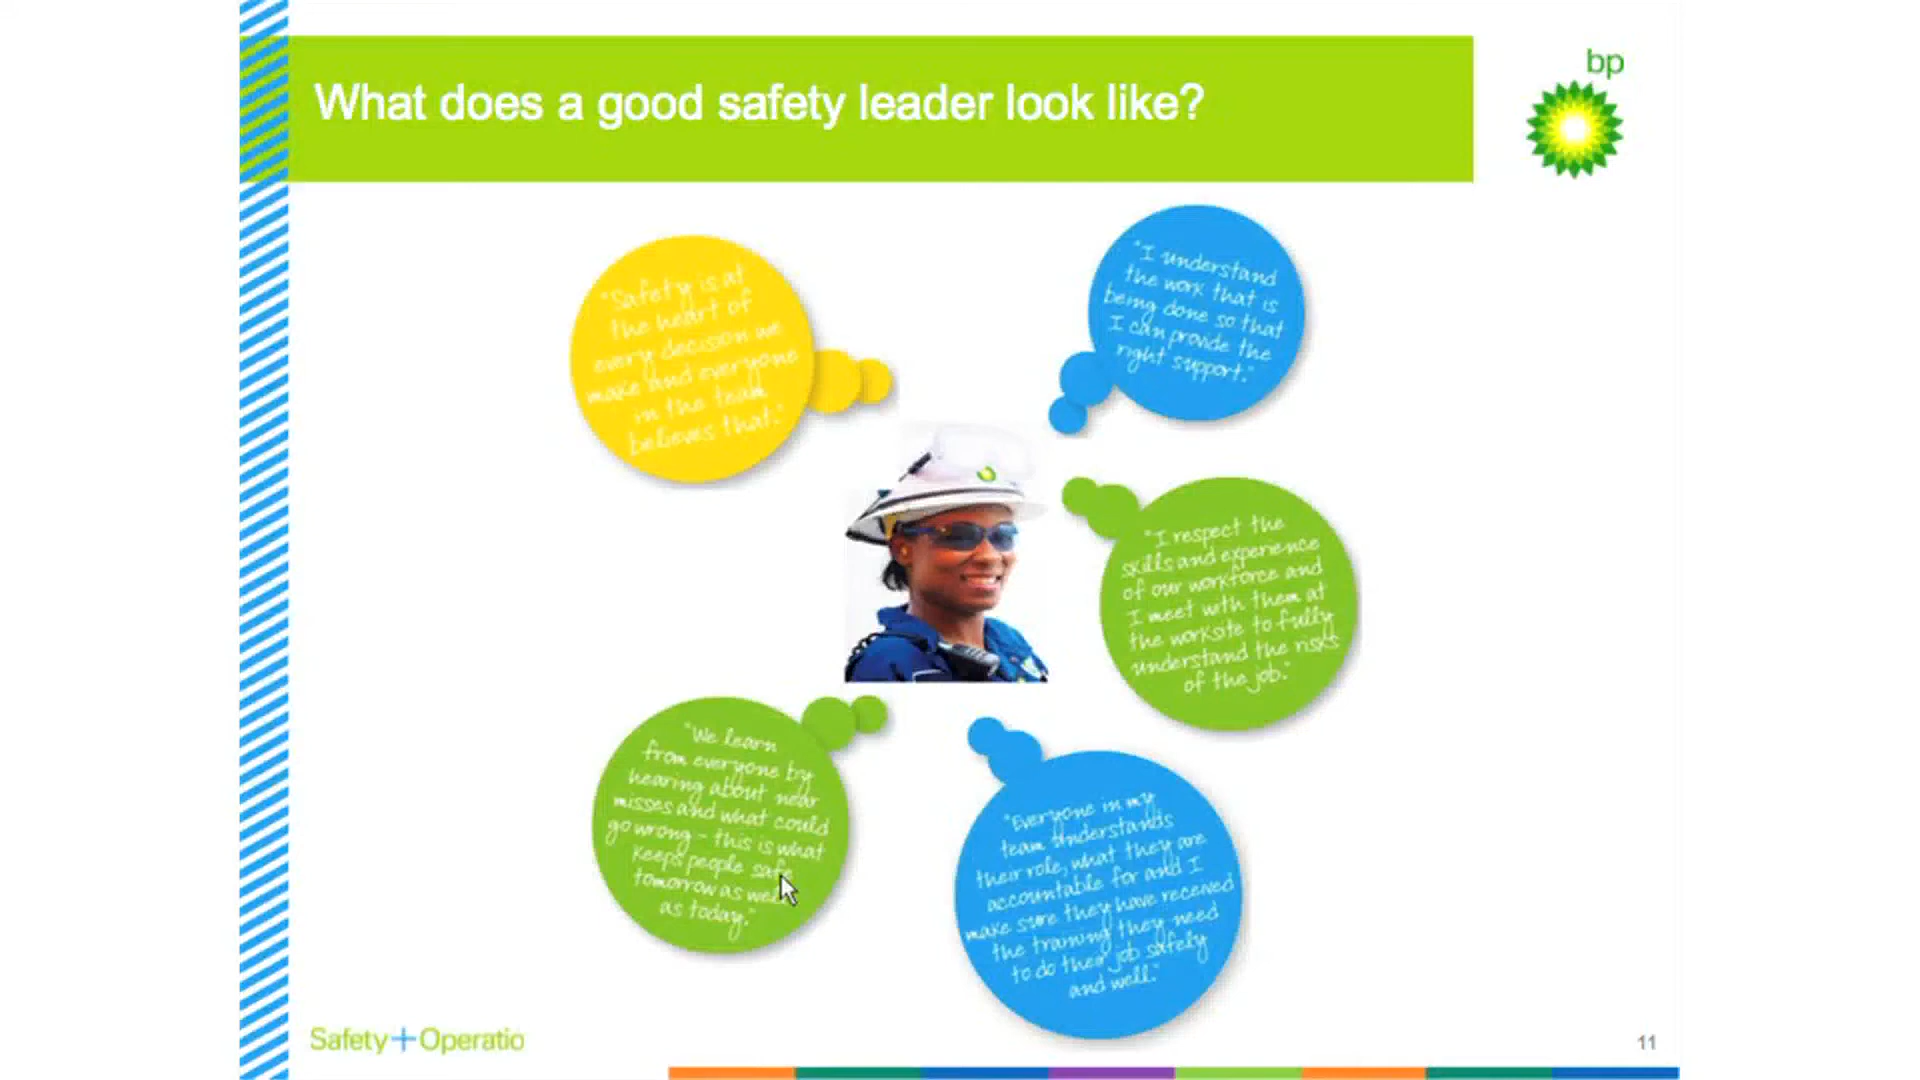 What does a good safety leader look like?
bp
"Safety is at
the heart of
every decision we
make and everyone
in the team
believes that."
"I understand
the work that is
being done so that
I can provide the
right support."
"I respect the
skills and experience
of our workforce and
I meet with them at
the worksite to fully
understand the risks
of the job."
"We learn
from everyone by
hearing about near
misses and what could
go wrong – this is what
keeps people safe
tomorrow as well
as today."
"Everyone in my
team understands
their role, what they are
accountable for and I
make sure they have received
the training they need
to do their job safely
and well."
Safety+Operatio
11